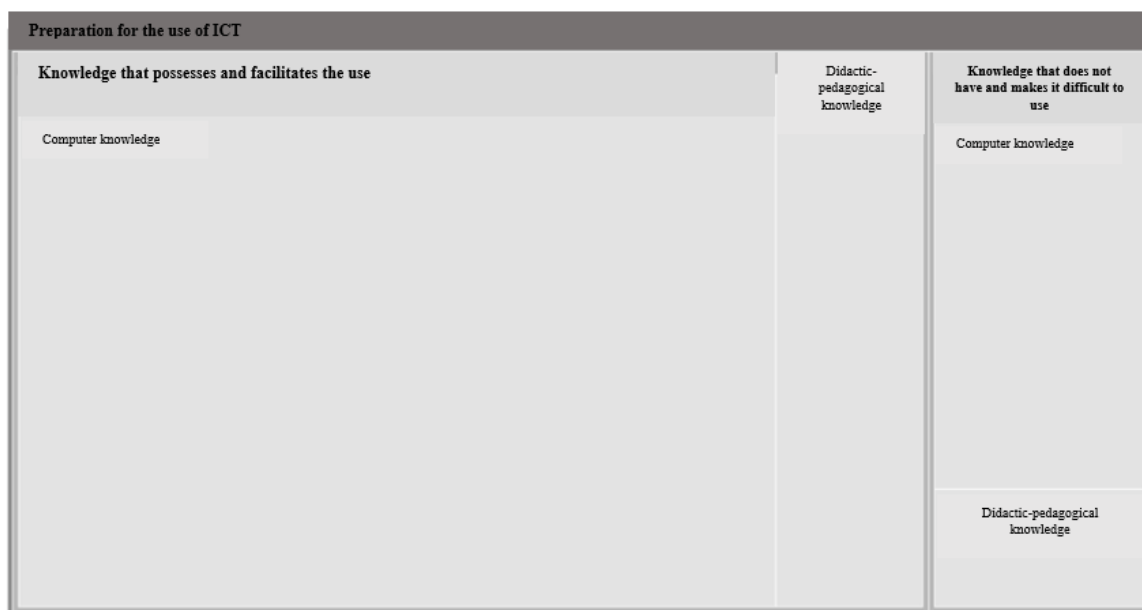 Preparation for the use of ICT
Knowledge that possesses and facilitates the use
Computer knowledge
Didactic-
pedagogical
knowledge
Knowledge that does not
have and makes it difficult to
use
Computer knowledge
Didactic-pedagogical
knowledge